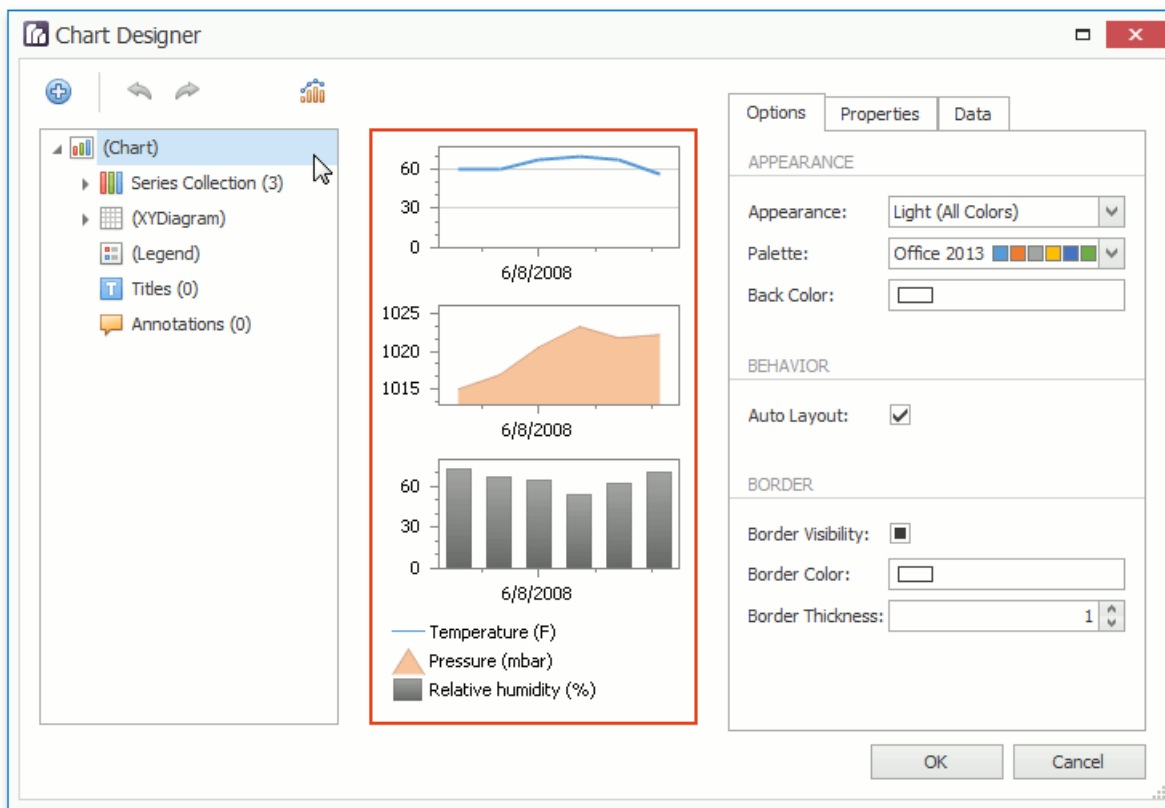 Chart Designer
(Chart)
Series Collection (3)
(XYDiagram)
(Legend)
T Titles (0)
Annotations (0)
60
30
0
6/8/2008
1025
1020
1015
6/8/2008
60
30
0
6/8/2008
Temperature (F)
Pressure (mbar)
Relative humidity (%)
Options Properties Data
APPEARANCE
Appearance: Light (All Colors)
Palette: Office 2013
Back Color:
BEHAVIOR
Auto Layout:
BORDER
Border Visibility:
Border Color:
Border Thickness: 1
OK Cancel